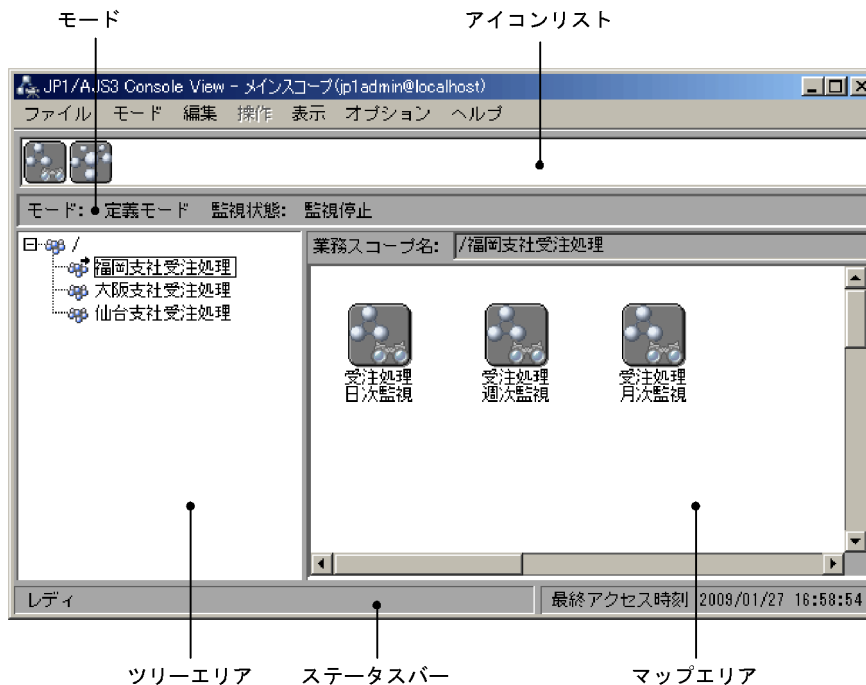 モード
アイコンリスト
JP1/AJS3 Console View - メインスコープ(jp1admin@localhost)
ファイル モード 編集 操作 表示 オプション ヘルプ
モード: 定義モード 監視状態: 監視停止
/
福岡支社受注処理
大阪支社受注処理
仙台支社受注処理
業務スコープ名: /福岡支社受注処理
受注処理
日次監視
受注処理
週次監視
受注処理
月次監視
レディ
最終アクセス時刻 2009/01/27 16:58:54
ツリーエリア
ステータスバー
マップエリア